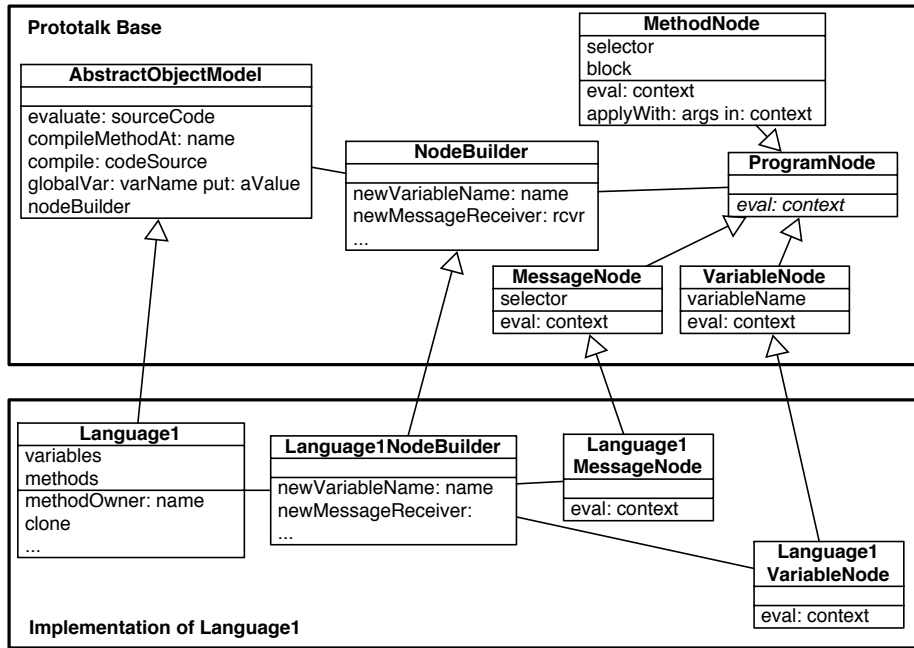 Prototalk Base
MethodNode
selector
block
eval: context
applyWith: args in: context
AbstractObjectModel
evaluate: sourceCode
compileMethodAt: name
compile: codeSource
globalVar: varName put: aValue
nodeBuilder
NodeBuilder
newVariableName: name
newMessageReceiver: rcvr
...
ProgramNode
eval: context
MessageNode
selector
eval: context
VariableNode
variableName
eval: context
Language1
variables
methods
methodOwner: name
clone
...
Language1NodeBuilder
newVariableName: name
newMessageReceiver:
...
Language1
MessageNode
eval: context
Language1
VariableNode
eval: context
Implementation of Language1